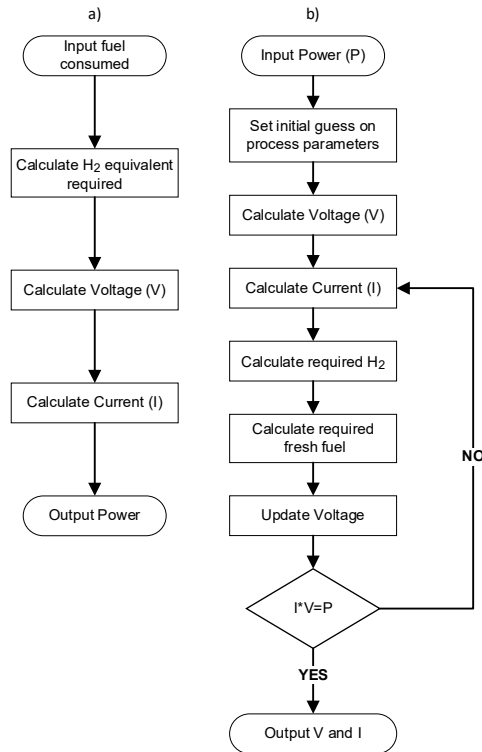 a)
Input fuel
consumed
Calculate H₂ equivalent
required
Calculate Voltage (V)
Calculate Current (I)
Output Power
b)
Input Power (P)
Set initial guess on
process parameters
Calculate Voltage (V)
Calculate Current (I)
Calculate required H₂
Calculate required
fresh fuel
Update Voltage
I*V=P
NO
YES
Output V and I